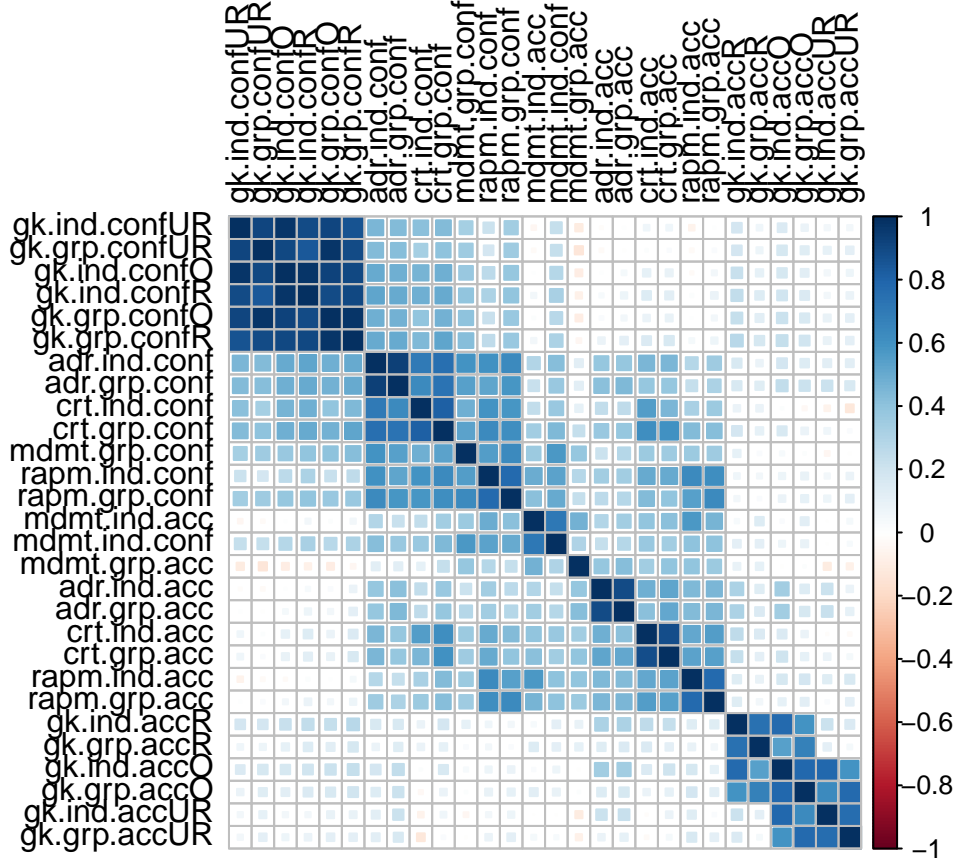 gk.ind.confUR
gk.grp.confUR
gk.ind.confO
gk.ind.confR
gk.grp.confO
gk.grp.confR
adr.ind.conf
adr.grp.conf
crt.ind.conf
crt.grp.conf
mdmt.grp.conf
rapm.ind.conf
rapm.grp.conf
mdmt.ind.acc
mdmt.ind.conf
mdmt.grp.acc
adr.ind.acc
adr.grp.acc
crt.ind.acc
crt.grp.acc
rapm.ind.acc
rapm.grp.acc
gk.ind.accR
gk.grp.accR
gk.ind.accO
gk.grp.accO
gk.ind.accUR
gk.grp.accUR
gk.ind.confUR
gk.grp.confUR
gk.ind.confO
gk.ind.confR
gk.grp.confO
gk.grp.confR
adr.ind.conf
adr.grp.conf
crt.ind.conf
crt.grp.conf
mdmt.grp.conf
rapm.ind.conf
rapm.grp.conf
mdmt.ind.acc
mdmt.ind.conf
mdmt.grp.acc
adr.ind.acc
adr.grp.acc
crt.ind.acc
crt.grp.acc
rapm.ind.acc
rapm.grp.acc
gk.ind.accR
gk.grp.accR
gk.ind.accO
gk.grp.accO
gk.ind.accUR
gk.grp.accUR
1
0.8
0.6
0.4
0.2
0
−0.2
−0.4
−0.6
−0.8
−1